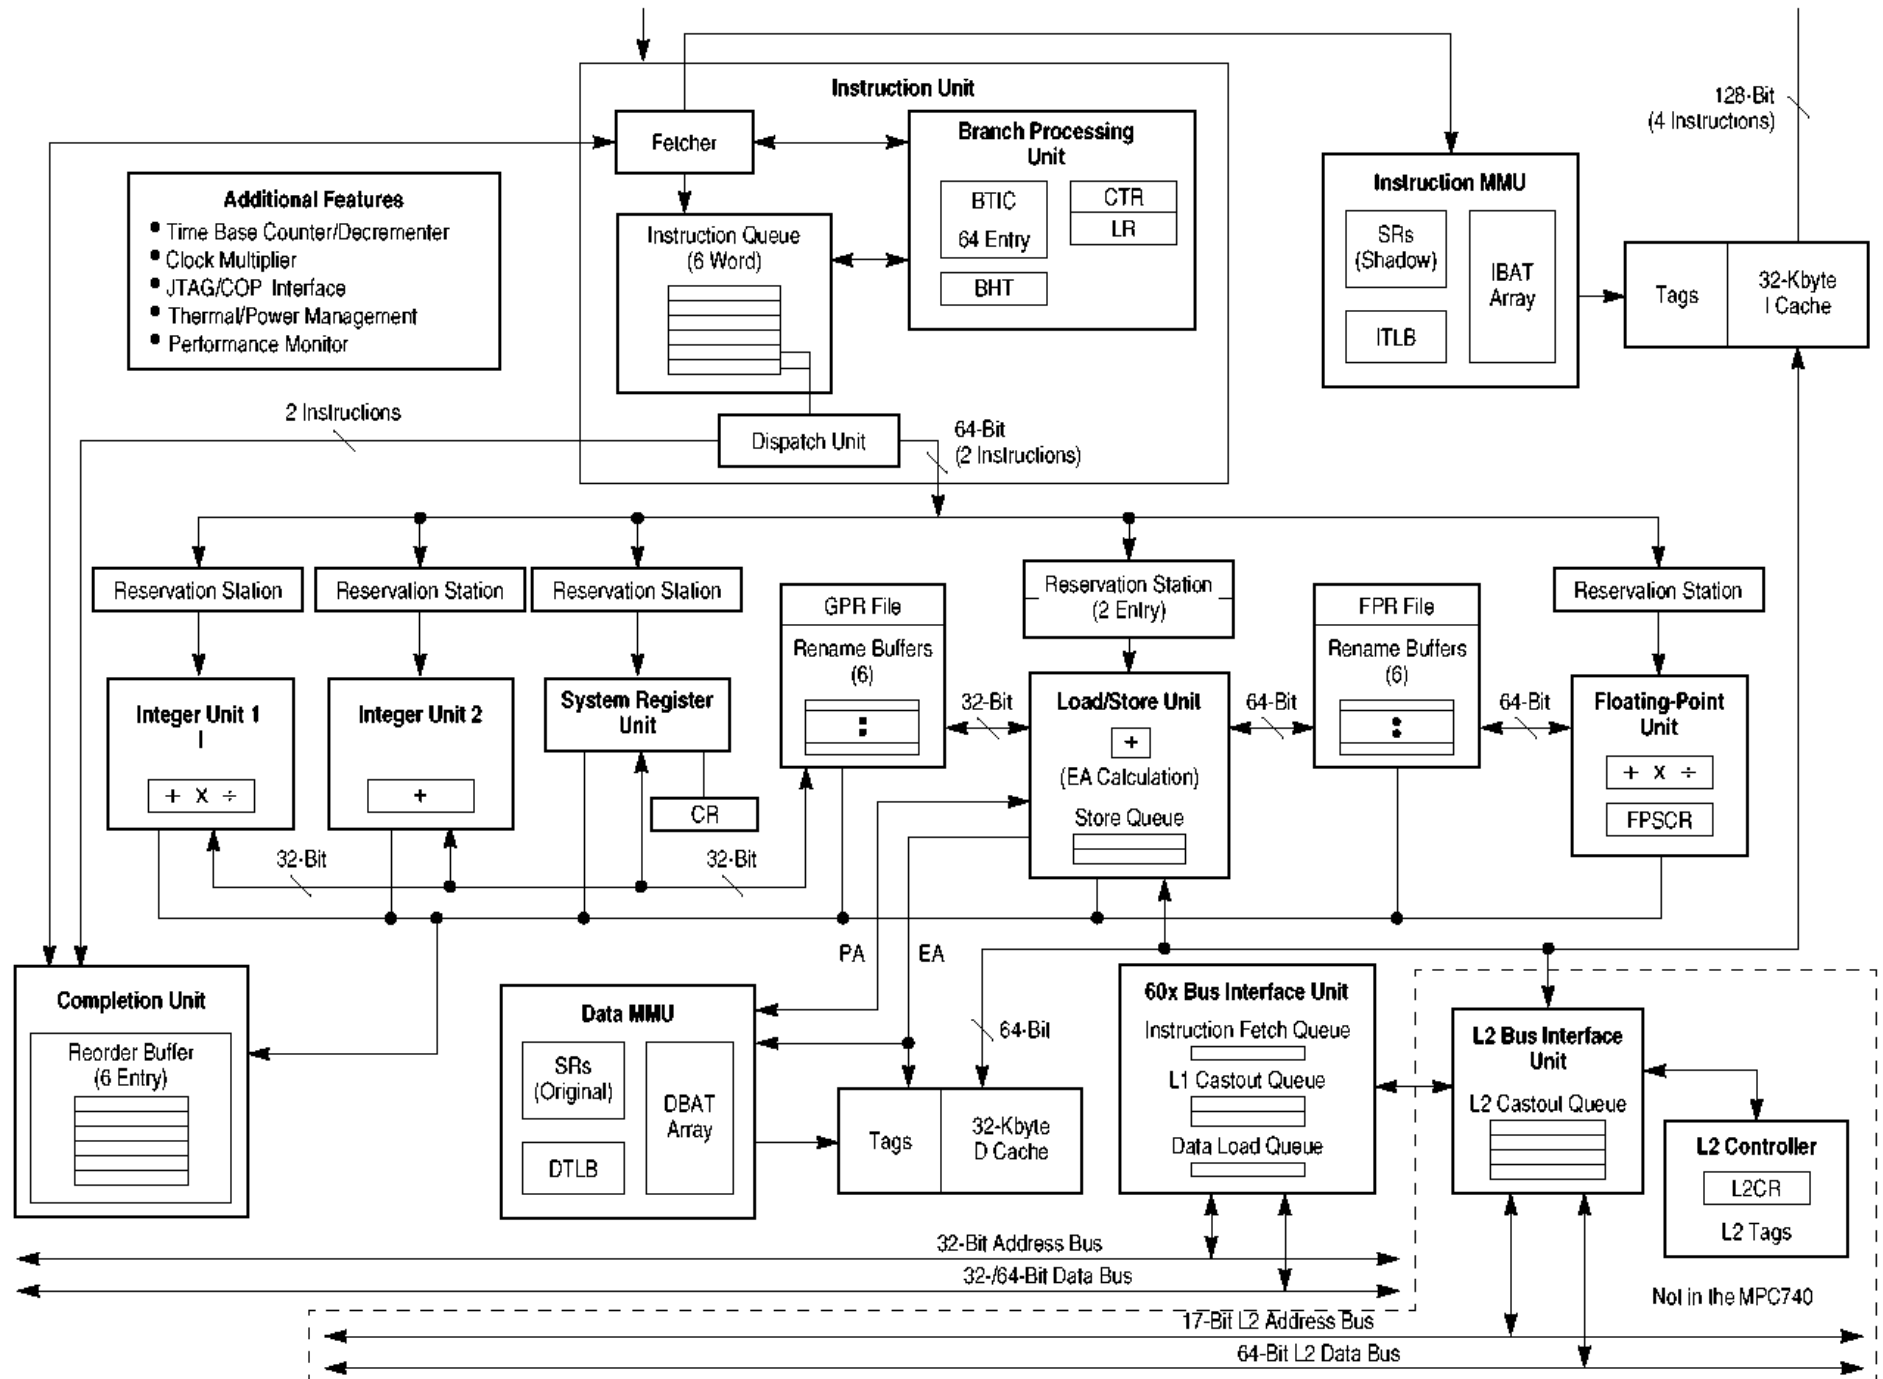 Instruction Unit
Fetcher
Branch Processing
Unit
BTIC
64 Entry
CTR
LR
BHT
128-Bit
(4 Instructions)
Instruction MMU
SRs
(Shadow)
IBAT
Array
ITLB
Tags
32-Kbyte
I Cache
Additional Features
• Time Base Counter/Decrementer
• Clock Multiplier
• JTAG/COP Interface
• Thermal/Power Management
• Performance Monitor
Instruction Queue
(6 Word)
2 Instructions
Dispatch Unit
64-Bit
(2 Instructions)
Reservation Station
Reservation Station
Reservation Station
Reservation Station
(2 Entry)
Reservation Station
GPR File
Rename Buffers
(6)
FPR File
Rename Buffers
(6)
Integer Unit 1
I
+ x ÷
Integer Unit 2
+
System Register
Unit
CR
32-Bit
Load/Store Unit
+
(EA Calculation)
Store Queue
64-Bit
64-Bit
Floating-Point
Unit
+ x ÷
FPSCR
32-Bit
32-Bit
PA
EA
Completion Unit
Reorder Buffer
(6 Entry)
Data MMU
SRs
(Original)
DBAT
Array
DTLB
64-Bit
Tags
32-Kbyte
D Cache
60x Bus Interface Unit
Instruction Fetch Queue
L1 Castout Queue
Data Load Queue
L2 Bus Interface
Unit
L2 Castout Queue
L2 Controller
L2CR
L2 Tags
32-Bit Address Bus
32-/64-Bit Data Bus
Not in the MPC740
17-Bit L2 Address Bus
64-Bit L2 Data Bus